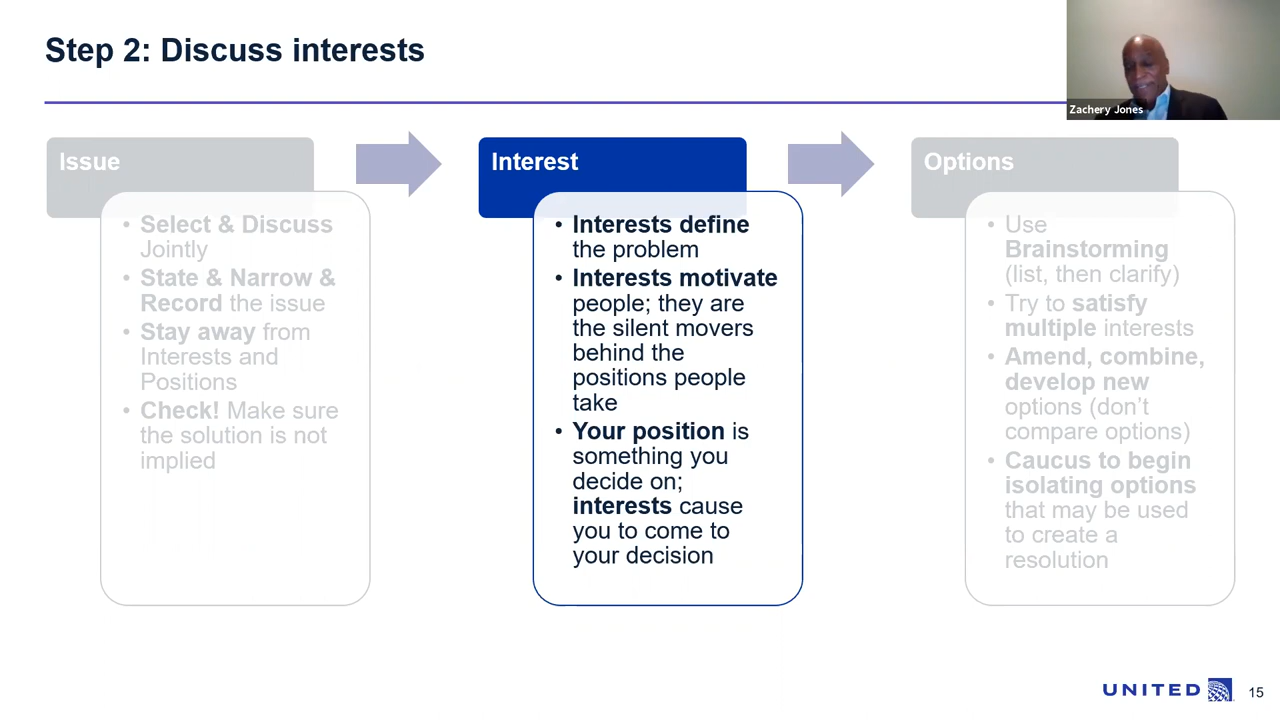 Step 2: Discuss interests
Zachery Jones
Issue
• Select & Discuss
Jointly
• State & Narrow &
Record the issue
• Stay away from
Interests and
Positions
• Check! Make sure
the solution is not
implied
Interest
• Interests define
the problem
• Interests motivate
people; they are
the silent movers
behind the
positions people
take
• Your position is
something you
decide on;
interests cause
you to come to
your decision
Options
• Use
Brainstorming
(list, then clarify)
• Try to satisfy
multiple interests
• Amend, combine,
develop new
options (don’t
compare options)
• Caucus to begin
isolating options
that may be used
to create a
resolution
UNITED
15